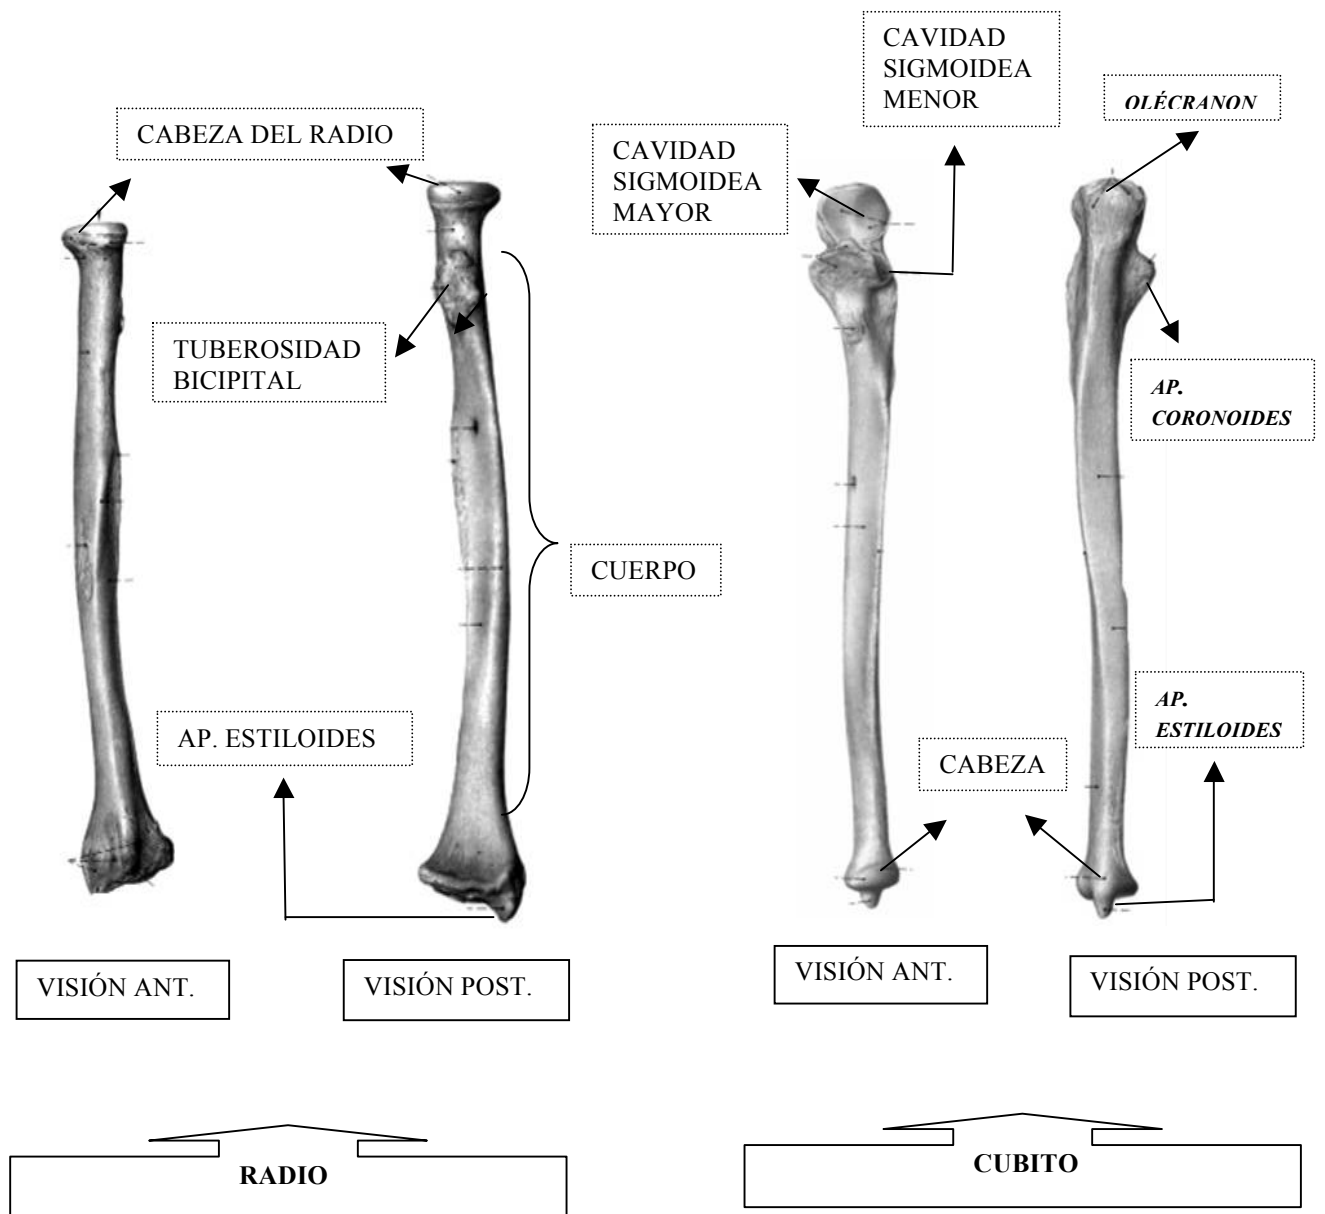 CAVIDAD
SIGMOIDEA
MENOR
OLÉCRANON
CABEZA DEL RADIO
CAVIDAD
SIGMOIDEA
MAYOR
TUBEROSIDAD
BICIPITAL
AP.
CORONOIDES
CUERPO
AP. ESTILOIDES
AP.
ESTILOIDES
CABEZA
VISIÓN ANT.
VISIÓN POST.
VISIÓN ANT.
VISIÓN POST.
RADIO
CUBITO